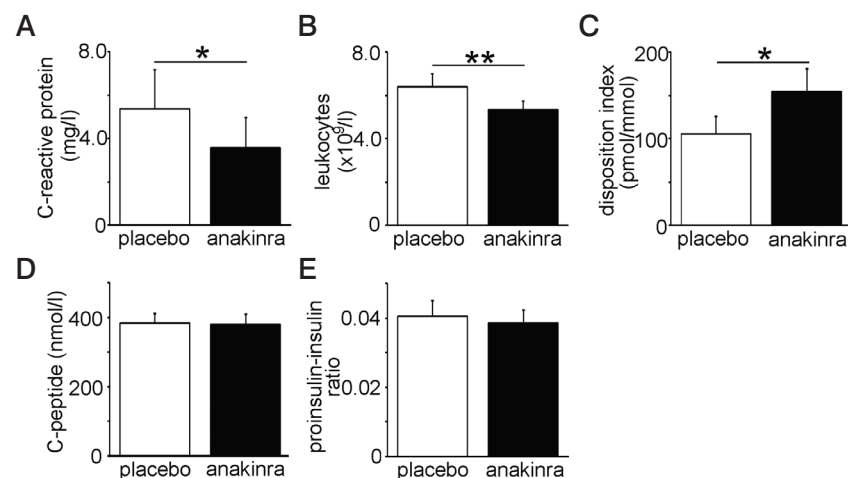 A
C-reactive protein
(mg/l)
8.0
4.0
0
*
placebo anakinra
B
leukocytes
(x10⁹/l)
8.0
4.0
0
**
placebo anakinra
C
disposition index
(pmol/mmol)
200
100
0
*
placebo anakinra
D
C-peptide (nmol/l)
400
200
0
placebo anakinra
E
proinsulin-insulin
ratio
0.04
0.02
0
placebo anakinra